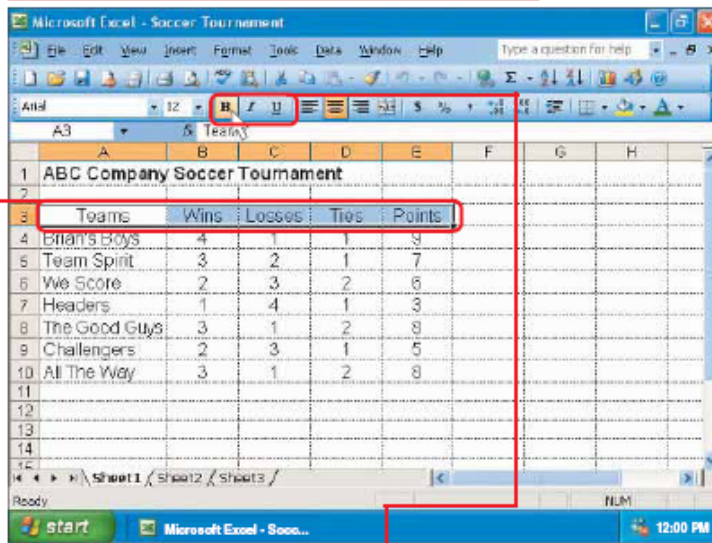 Microsoft Excel - Soccer Tournament
File Edit View Insert Format Tools Data Window Help Type a question for help
Arial 12 B I U $ %
A3 fx Teams
A B C D E F G H
1 ABC Company Soccer Tournament
2
3 Teams Wins Losses Ties Points
4 Brian's Boys 4 1 1 9
5 Team Spirit 3 2 1 7
6 We Score 2 3 2 6
7 Headers 1 4 1 3
8 The Good Guys 3 1 2 8
9 Challengers 2 3 1 5
10 All The Way 3 1 2 8
11
12
13
14
15
Sheet1 / Sheet2 / Sheet3 /
Ready NUM
start Microsoft Excel - Socc... 12:00 PM